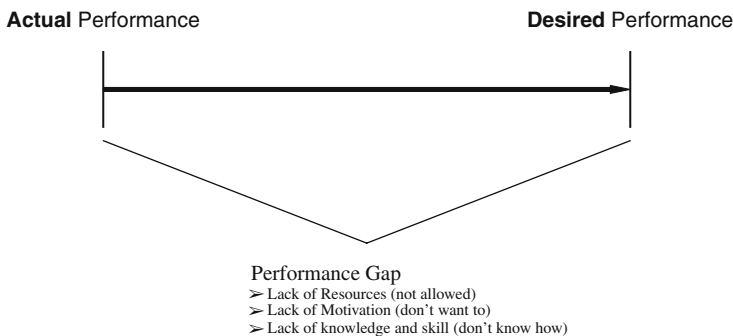 Actual Performance
Desired Performance
Performance Gap
➢ Lack of Resources (not allowed)
➢ Lack of Motivation (don’t want to)
➢ Lack of knowledge and skill (don’t know how)